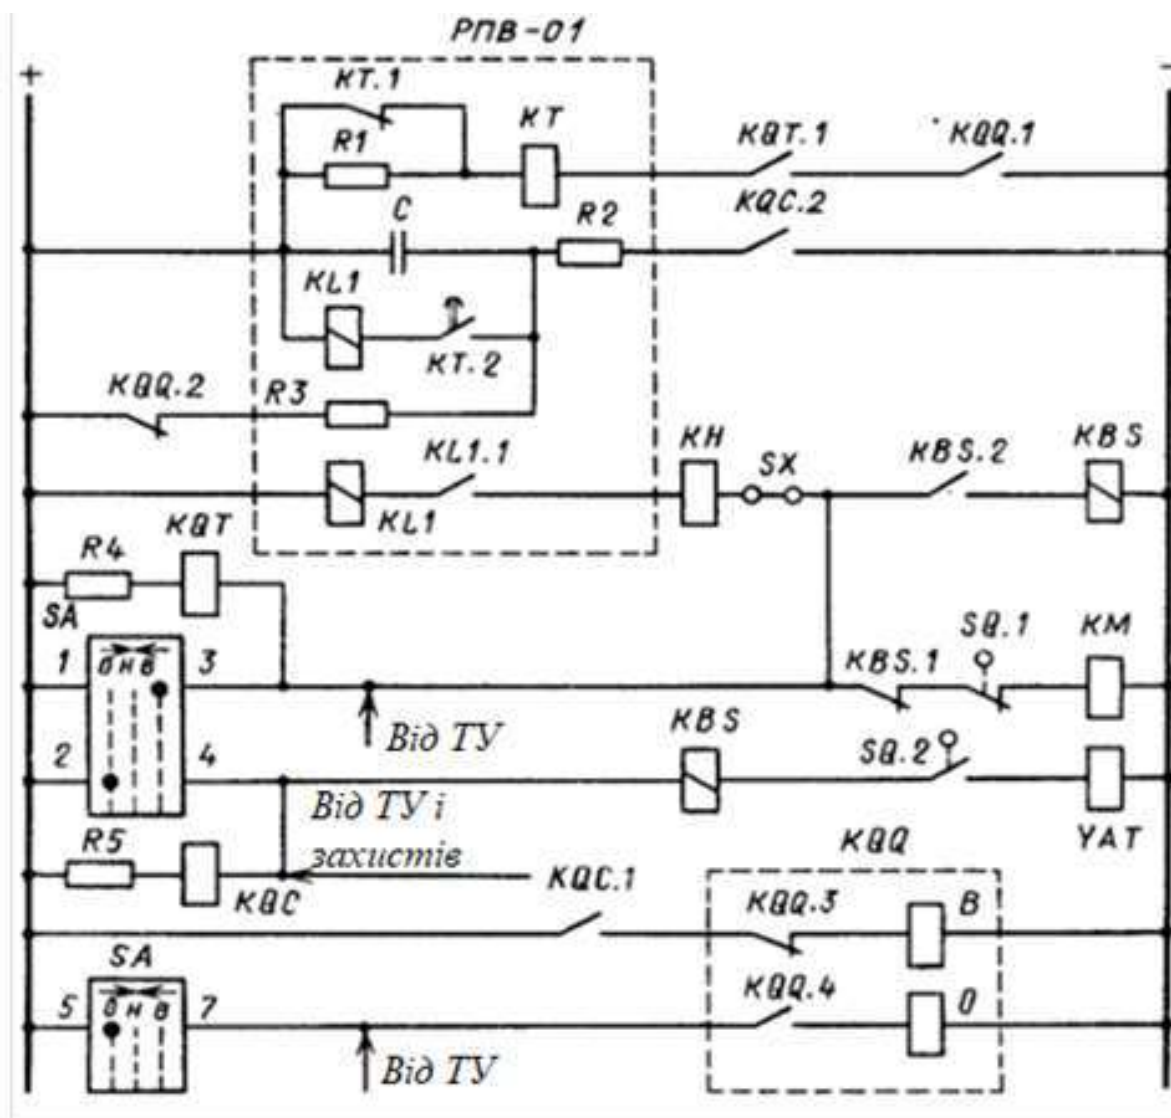 РПВ-01
+
-
KT.1
KT
R1
KQT.1
KQQ.1
C
R2
KQC.2
KL1
KT.2
KQQ.2
R3
KL1.1
KH
SX
KBS.2
KBS
KL1
R4
KQT
SA
1
О Н В
3
KBS.1
SQ.1
KM
Від ТУ
2
4
KBS
SQ.2
YAT
Від ТУ і
захистів
R5
KQC
KQC.1
KQQ
KQQ.3
В
SA
5
О Н В
7
KQQ.4
О
Від ТУ